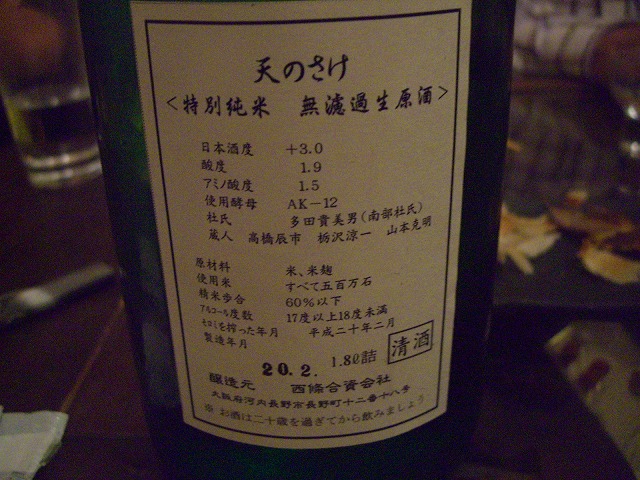 天のさけ
<特別純米 無濾過生原酒>
日本酒度 +3.0
酸度 1.9
アミノ酸度 1.5
使用酵母 AK-12
杜氏 多田貴美男(南部杜氏)
蔵人 高橋辰市 栃沢涼一 山本克明
原材料 米、米麹
使用米 すべて五百万石
精米歩合 60%以下
アルコール度数 17度以上18度未満
モロミを搾った年月 平成二十年二月
製造年月 20.2.
1.8ℓ詰 清酒
醸造元 西條合資会社
大阪府河内長野市長野町十二番十八号
※ お酒は二十歳を過ぎてから飲みましょう